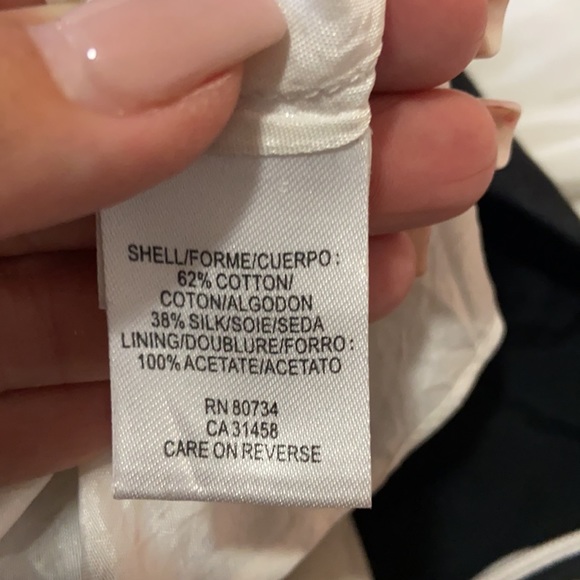 SHELL/FORME/CUERPO:
62% COTTON/
COTON/ALGODON
38% SILK/SOIE/SEDA
LINING/DOUBLURE/FORRO:
100% ACETATE/ACETATO
RN 80734
CA 31458
CARE ON REVERSE